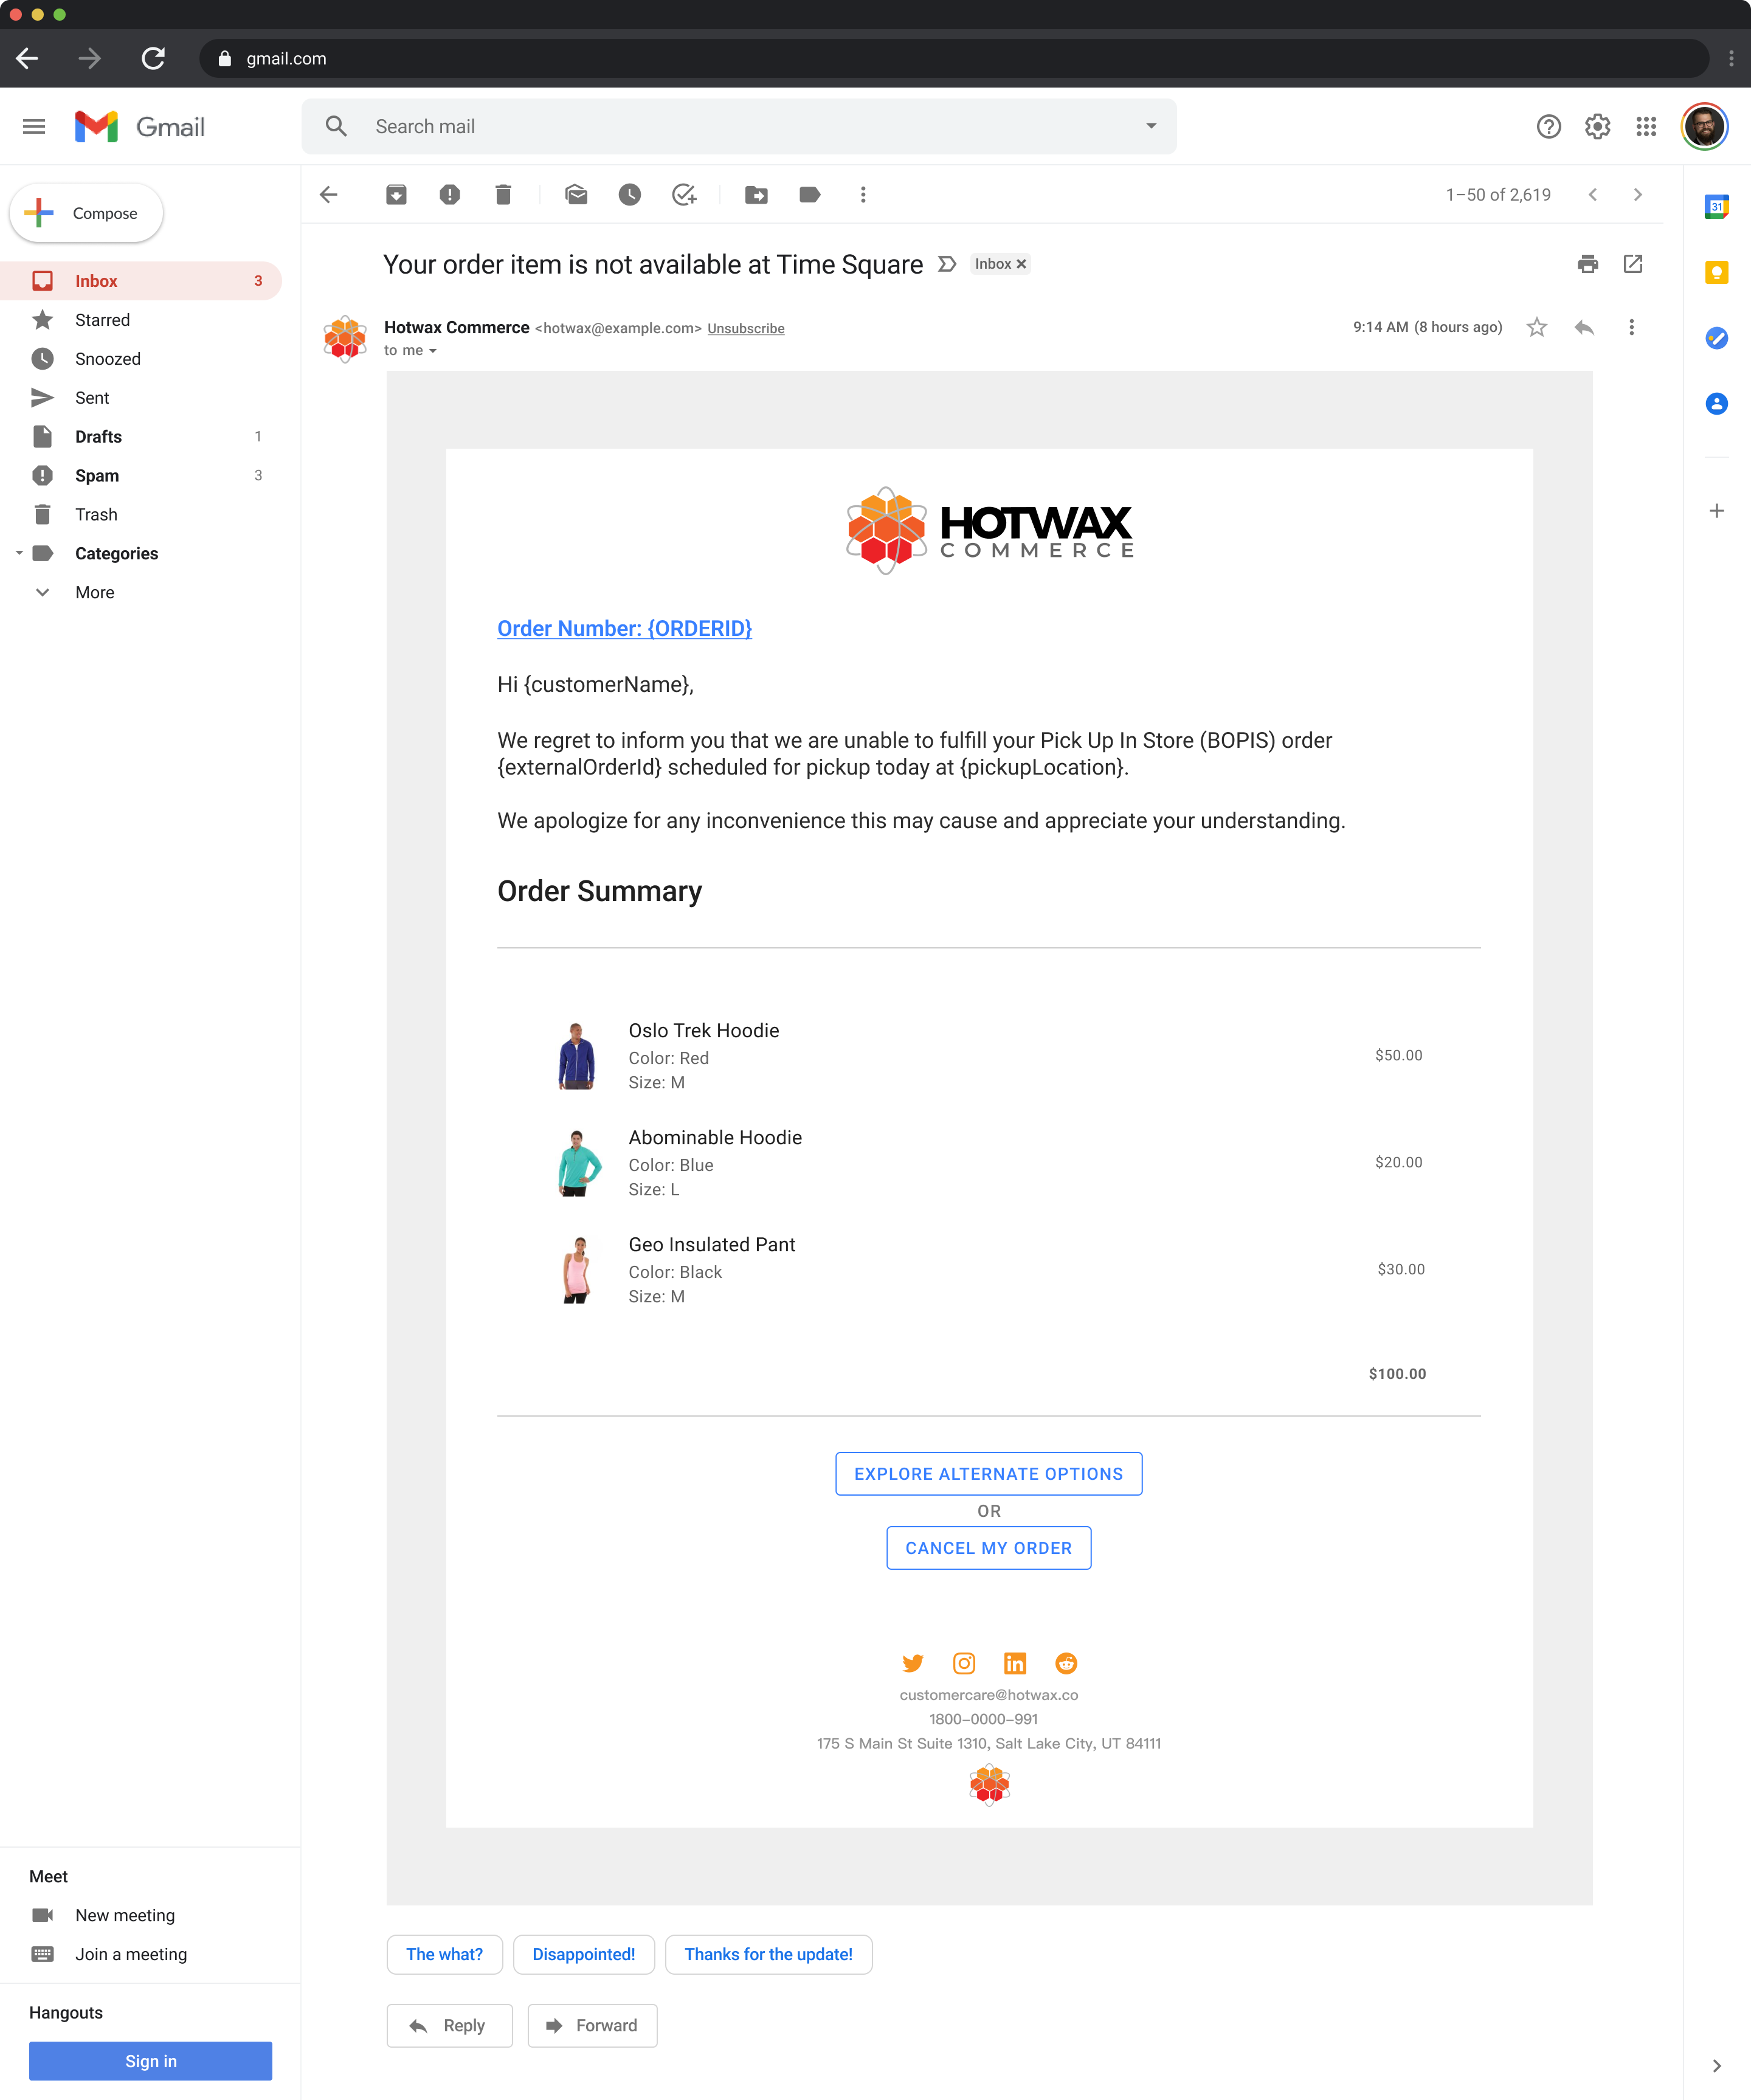 gmail.com
Gmail
Search mail
Compose
1–50 of 2,619
31
Inbox 3
Starred
Snoozed
Sent
Drafts 1
Spam 3
Trash
Categories
More
Your order item is not available at Time Square Inbox ×
Hotwax Commerce <hotwax@example.com> Unsubscribe
9:14 AM (8 hours ago)
to me
HOTWAX
COMMERCE
Order Number: {ORDERID}
Hi {customerName},
We regret to inform you that we are unable to fulfill your Pick Up In Store (BOPIS) order
{externalOrderId} scheduled for pickup today at {pickupLocation}.
We apologize for any inconvenience this may cause and appreciate your understanding.
Order Summary
Oslo Trek Hoodie
Color: Red
$50.00
Size: M
Abominable Hoodie
Color: Blue
$20.00
Size: L
Geo Insulated Pant
Color: Black
$30.00
Size: M
$100.00
EXPLORE ALTERNATE OPTIONS
OR
CANCEL MY ORDER
in
customercare@hotwax.co
1800-0000-991
175 S Main St Suite 1310, Salt Lake City, UT 84111
Meet
New meeting
Join a meeting
Hangouts
Sign in
The what?
Disappointed!
Thanks for the update!
Reply
Forward